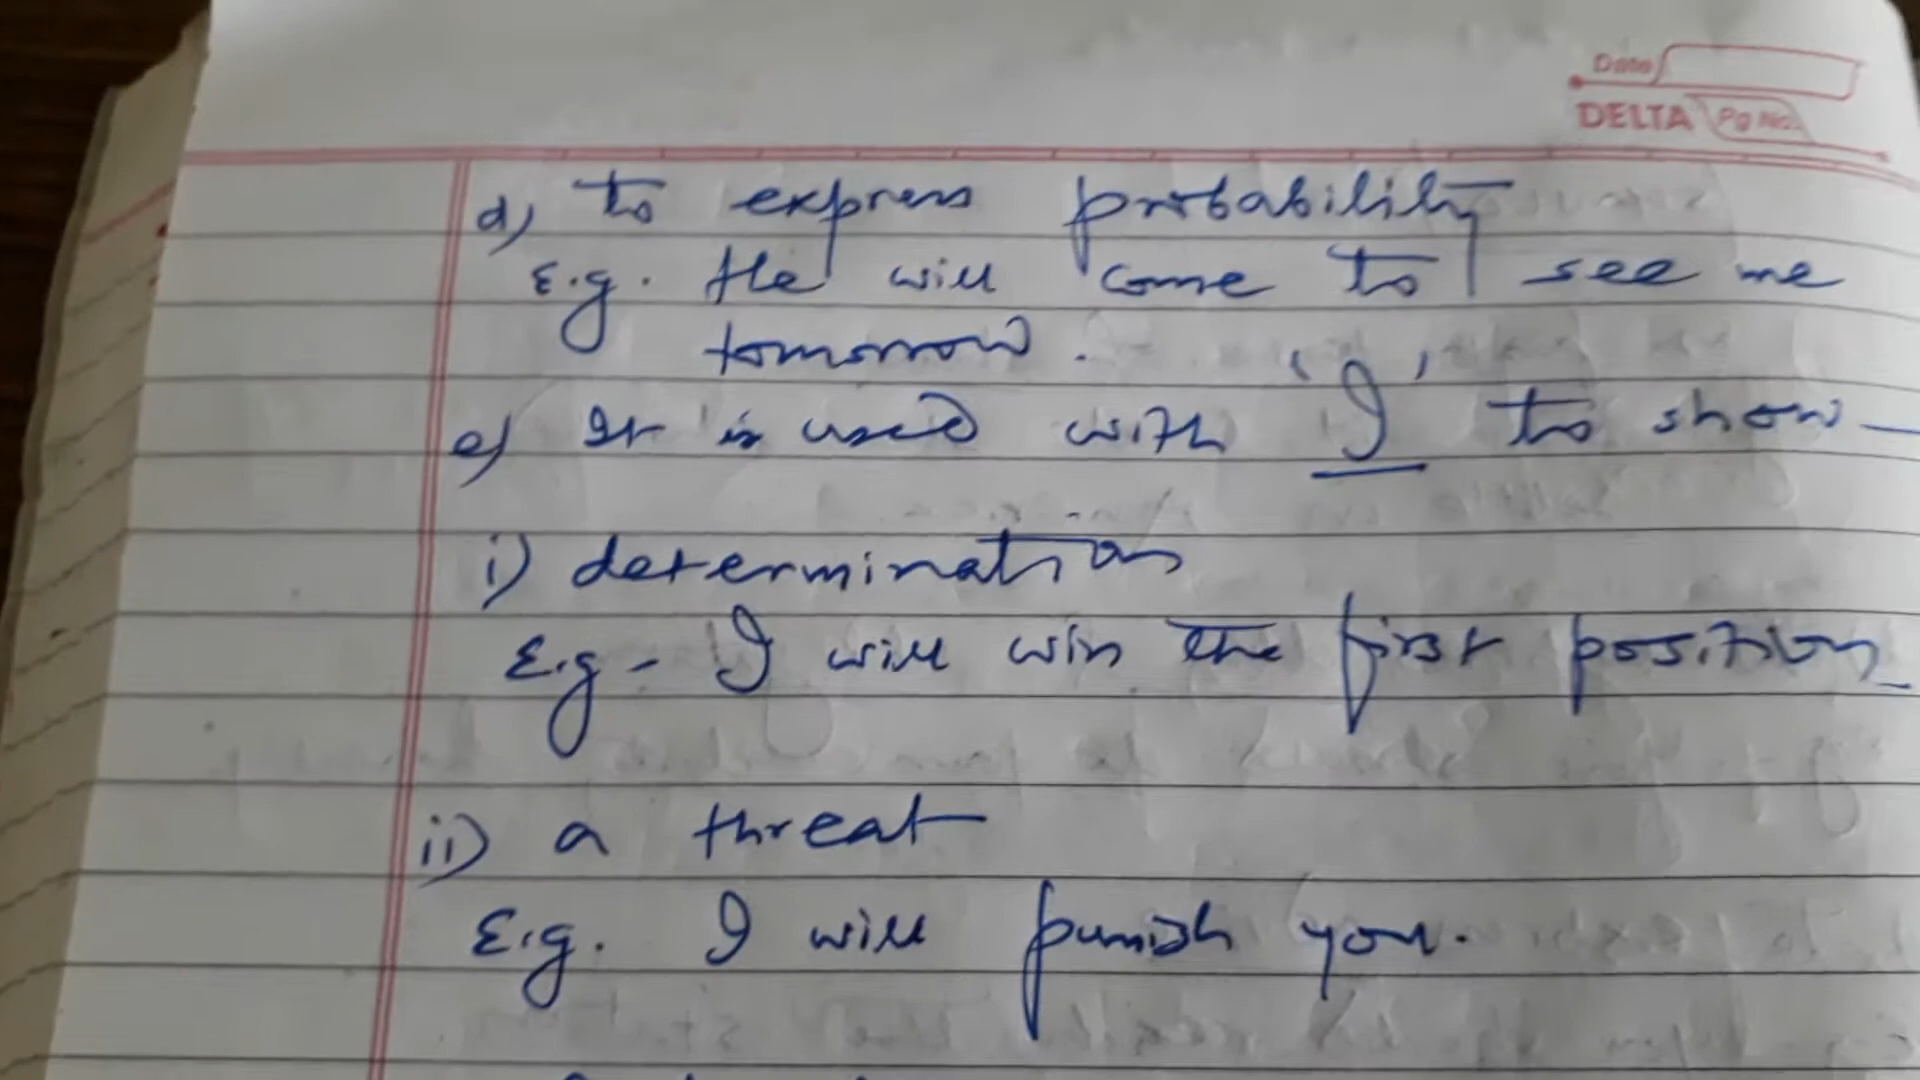 Date
DELTA Pg No.
d) to express probability
E.g. He will come to see me
tomorrow.
e) It is used with 'I' to show -
i) determination
E.g - I will win the first position
ii) a threat
E.g. I will punish you.